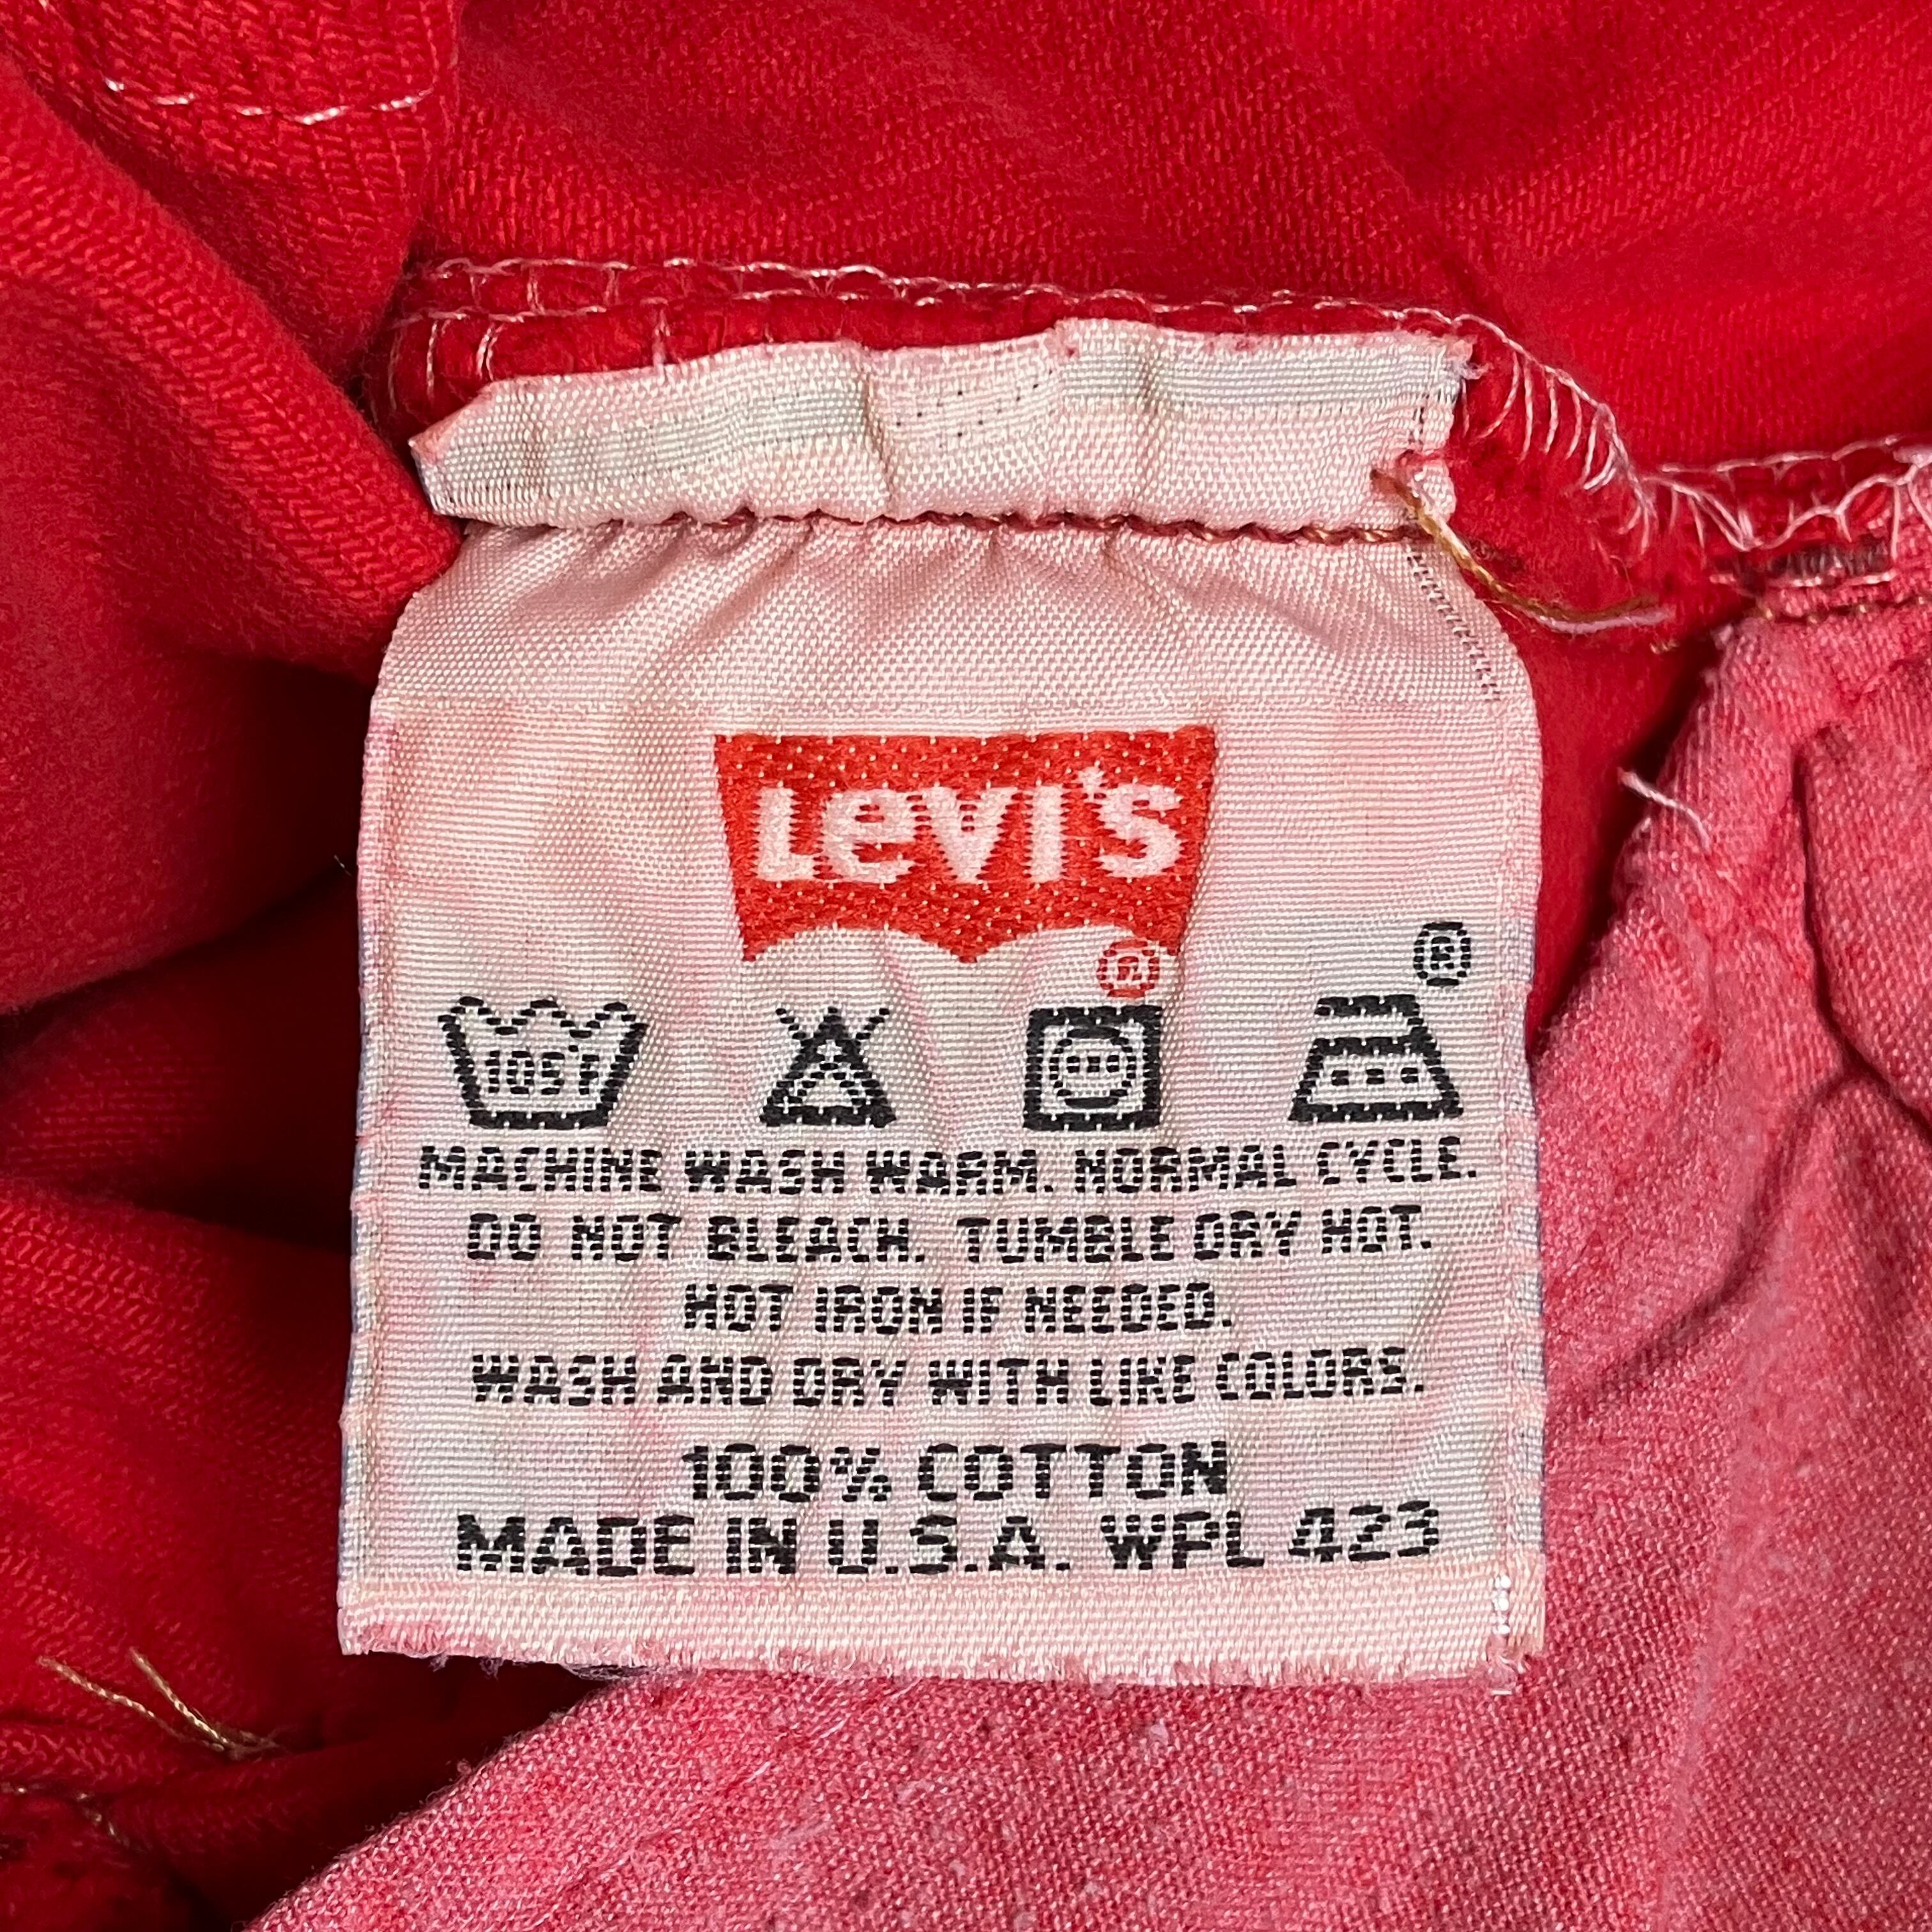 Levi's
®
®
105F
MACHINE WASH WARM. NORMAL CYCLE.
DO NOT BLEACH. TUMBLE DRY HOT.
HOT IRON IF NEEDED.
WASH AND DRY WITH LIKE COLORS.
100% COTTON
MADE IN U.S.A. WPL 423